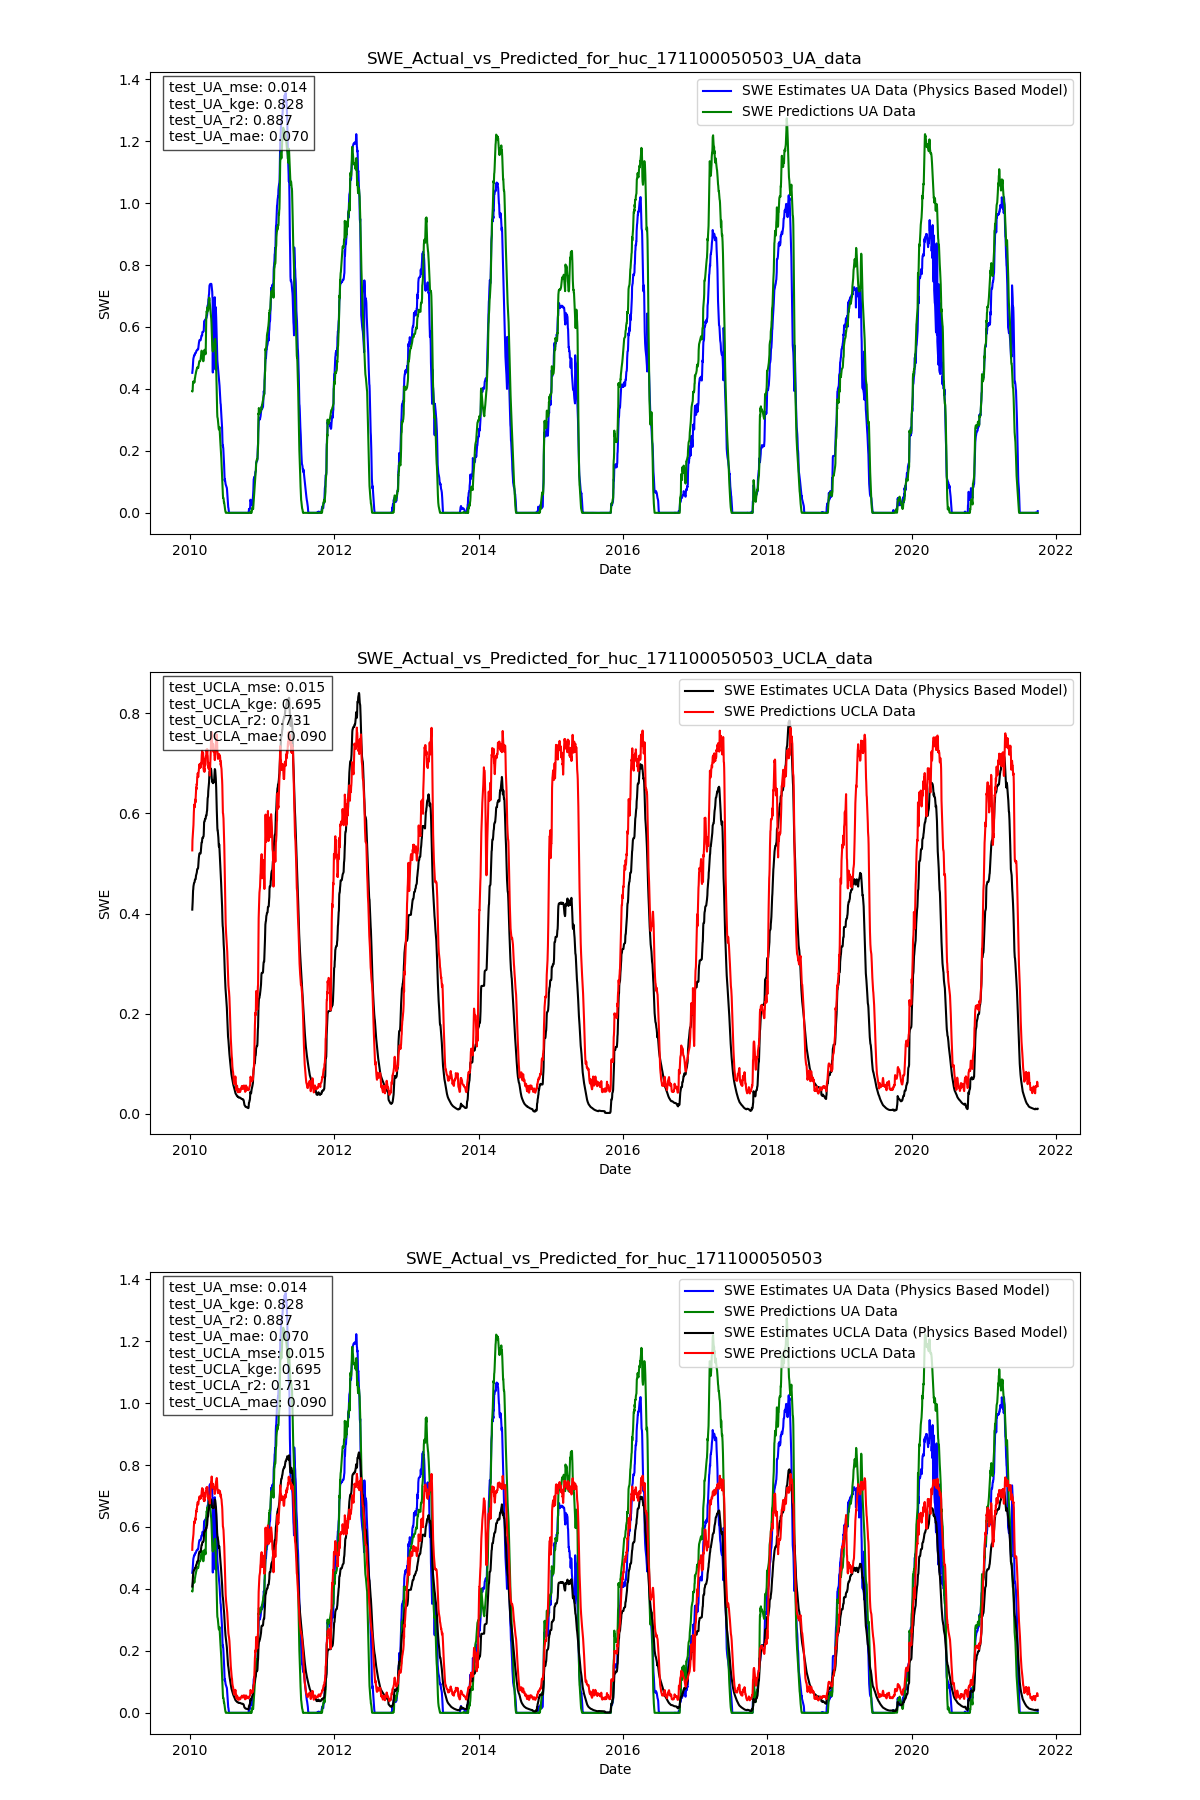 SWE_Actual_vs_Predicted_for_huc_171100050503_UA_data
test_UA_mse: 0.014
test_UA_kge: 0.828
test_UA_r2: 0.887
test_UA_mae: 0.070
SWE Estimates UA Data (Physics Based Model)
SWE Predictions UA Data
1.4
1.2
1.0
0.8
0.6
0.4
0.2
0.0
SWE
2010 2012 2014 2016 2018 2020 2022
Date
SWE_Actual_vs_Predicted_for_huc_171100050503_UCLA_data
test_UCLA_mse: 0.015
test_UCLA_kge: 0.695
test_UCLA_r2: 0.731
test_UCLA_mae: 0.090
SWE Estimates UCLA Data (Physics Based Model)
SWE Predictions UCLA Data
0.8
0.6
0.4
0.2
0.0
SWE
2010 2012 2014 2016 2018 2020 2022
Date
SWE_Actual_vs_Predicted_for_huc_171100050503
test_UA_mse: 0.014
test_UA_kge: 0.828
test_UA_r2: 0.887
test_UA_mae: 0.070
test_UCLA_mse: 0.015
test_UCLA_kge: 0.695
test_UCLA_r2: 0.731
test_UCLA_mae: 0.090
SWE Estimates UA Data (Physics Based Model)
SWE Predictions UA Data
SWE Estimates UCLA Data (Physics Based Model)
SWE Predictions UCLA Data
1.4
1.2
1.0
0.8
0.6
0.4
0.2
0.0
SWE
2010 2012 2014 2016 2018 2020 2022
Date